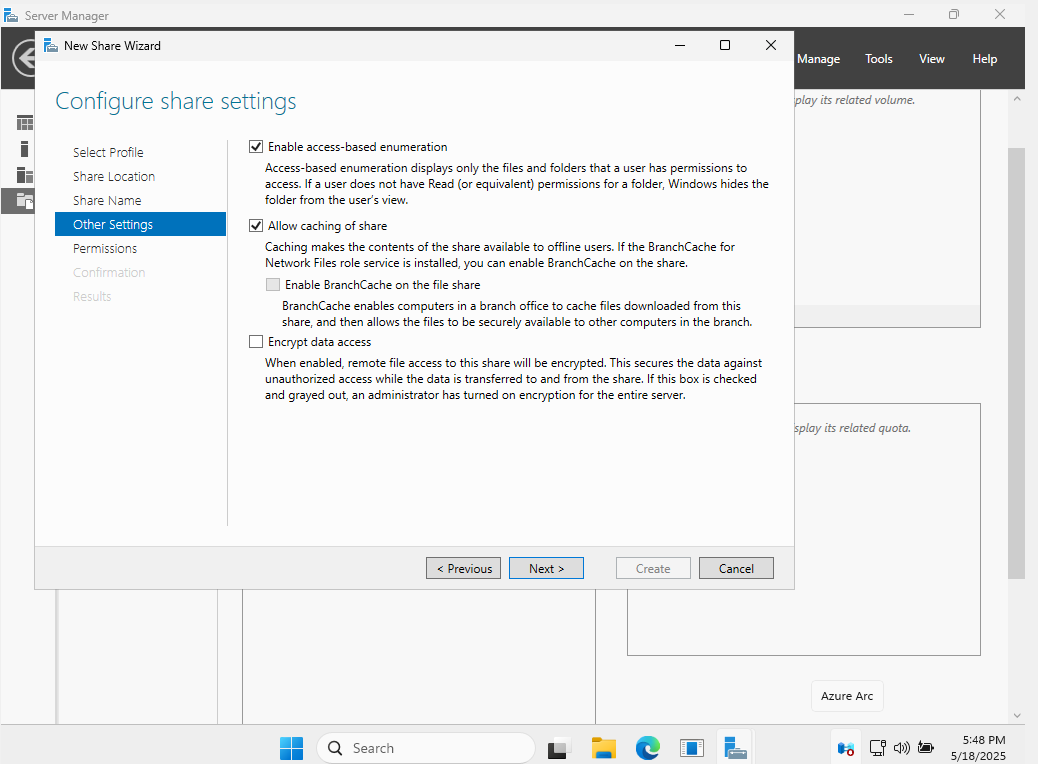 Server Manager
New Share Wizard
Manage
Tools
View
Help
Configure share settings
play its related volume.
Select Profile
Share Location
Share Name
Other Settings
Permissions
Confirmation
Results
Enable access-based enumeration
Access-based enumeration displays only the files and folders that a user has permissions to
access. If a user does not have Read (or equivalent) permissions for a folder, Windows hides the
folder from the user's view.
Allow caching of share
Caching makes the contents of the share available to offline users. If the BranchCache for
Network Files role service is installed, you can enable BranchCache on the share.
Enable BranchCache on the file share
BranchCache enables computers in a branch office to cache files downloaded from this
share, and then allows the files to be securely available to other computers in the branch.
Encrypt data access
When enabled, remote file access to this share will be encrypted. This secures the data against
unauthorized access while the data is transferred to and from the share. If this box is checked
and grayed out, an administrator has turned on encryption for the entire server.
splay its related quota.
< Previous
Next >
Create
Cancel
Azure Arc
Search
5:48 PM
5/18/2025